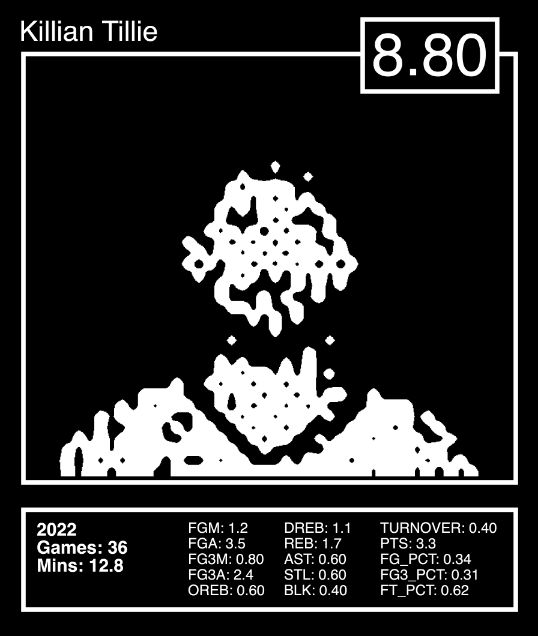 Killian Tillie
8.80
2022
Games: 36
Mins: 12.8
FGM: 1.2
FGA: 3.5
FG3M: 0.80
FG3A: 2.4
OREB: 0.60
DREB: 1.1
REB: 1.7
AST: 0.60
STL: 0.60
BLK: 0.40
TURNOVER: 0.40
PTS: 3.3
FG_PCT: 0.34
FG3_PCT: 0.31
FT_PCT: 0.62